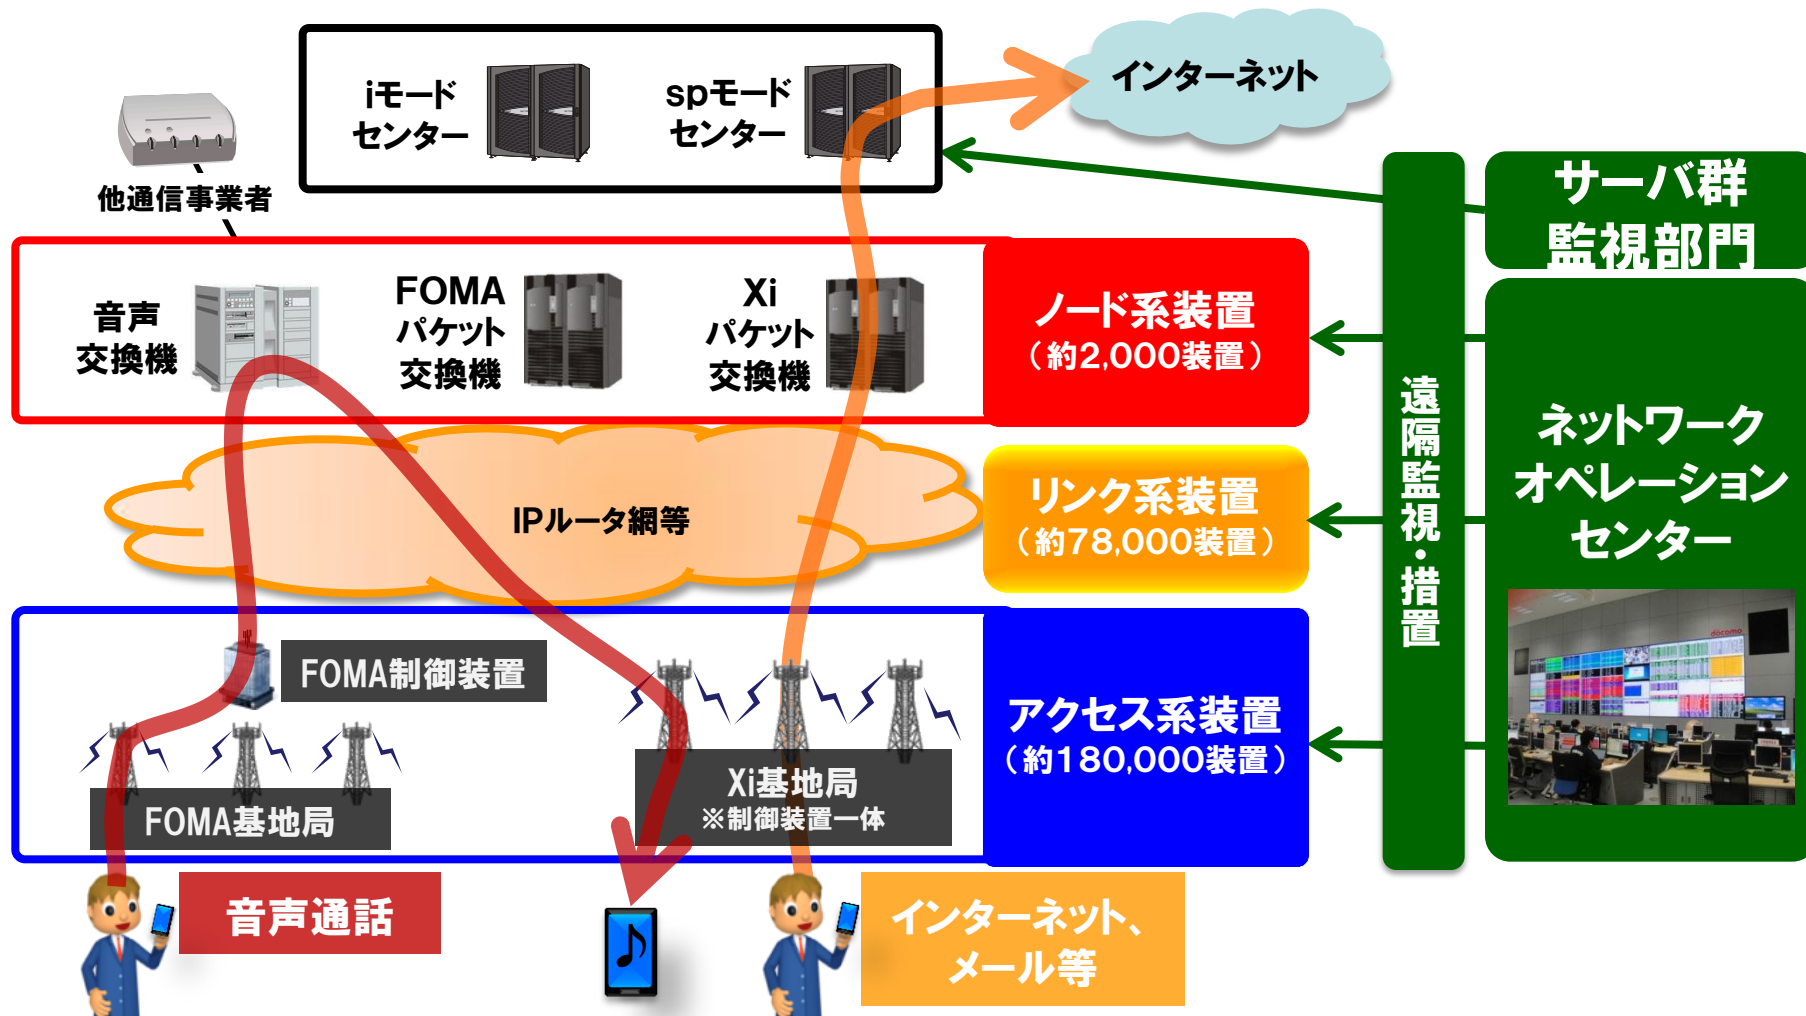 iモード
センター
spモード
センター
インターネット
他通信事業者
サーバ群
監視部門
音声
交換機
FOMA
パケット
交換機
Xi
パケット
交換機
ノード系装置
（約2,000装置）
遠隔監視・措置
ネットワーク
オペレーション
センター
docomo
IPルータ網等
リンク系装置
（約78,000装置）
FOMA制御装置
アクセス系装置
（約180,000装置）
FOMA基地局
Xi基地局
※制御装置一体
音声通話
インターネット、
メール等